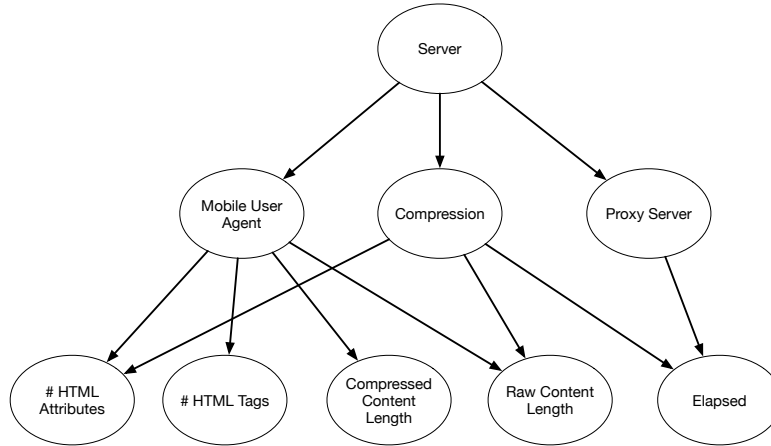 Server
Mobile User
Agent
Compression
Proxy Server
# HTML
Attributes
# HTML Tags
Compressed
Content
Length
Raw Content
Length
Elapsed